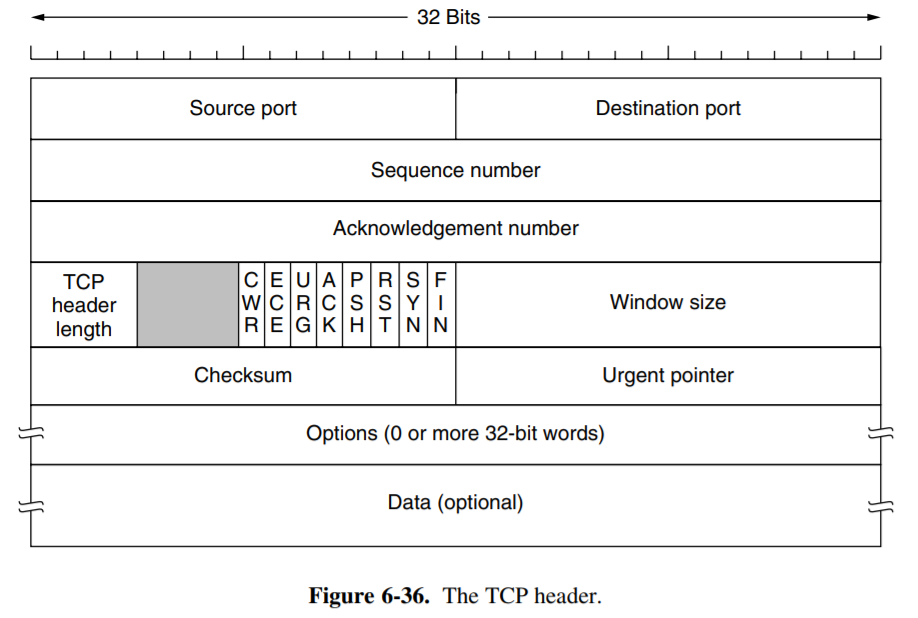 32 Bits
Source port
Destination port
Sequence number
Acknowledgement number
TCP
header
length
CWR
ECE
URG
ACK
PSH
RST
SYN
FIN
Window size
Checksum
Urgent pointer
Options (0 or more 32-bit words)
Data (optional)
Figure 6-36. The TCP header.